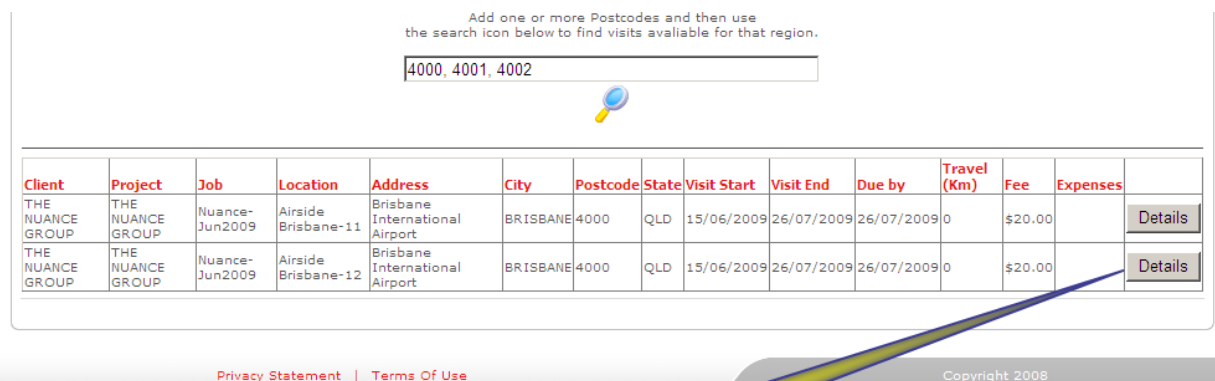 Add one or more Postcodes and then use
the search icon below to find visits avaliable for that region.
4000, 4001, 4002
Client Project Job Location Address City Postcode State Visit Start Visit End Due by Travel (Km) Fee Expenses
THE NUANCE GROUP THE NUANCE GROUP Nuance-Jun2009 Airside Brisbane-11 Brisbane International Airport BRISBANE 4000 QLD 15/06/2009 26/07/2009 26/07/2009 0 $20.00 Details
THE NUANCE GROUP THE NUANCE GROUP Nuance-Jun2009 Airside Brisbane-12 Brisbane International Airport BRISBANE 4000 QLD 15/06/2009 26/07/2009 26/07/2009 0 $20.00 Details
Privacy Statement | Terms Of Use Copyright 2008